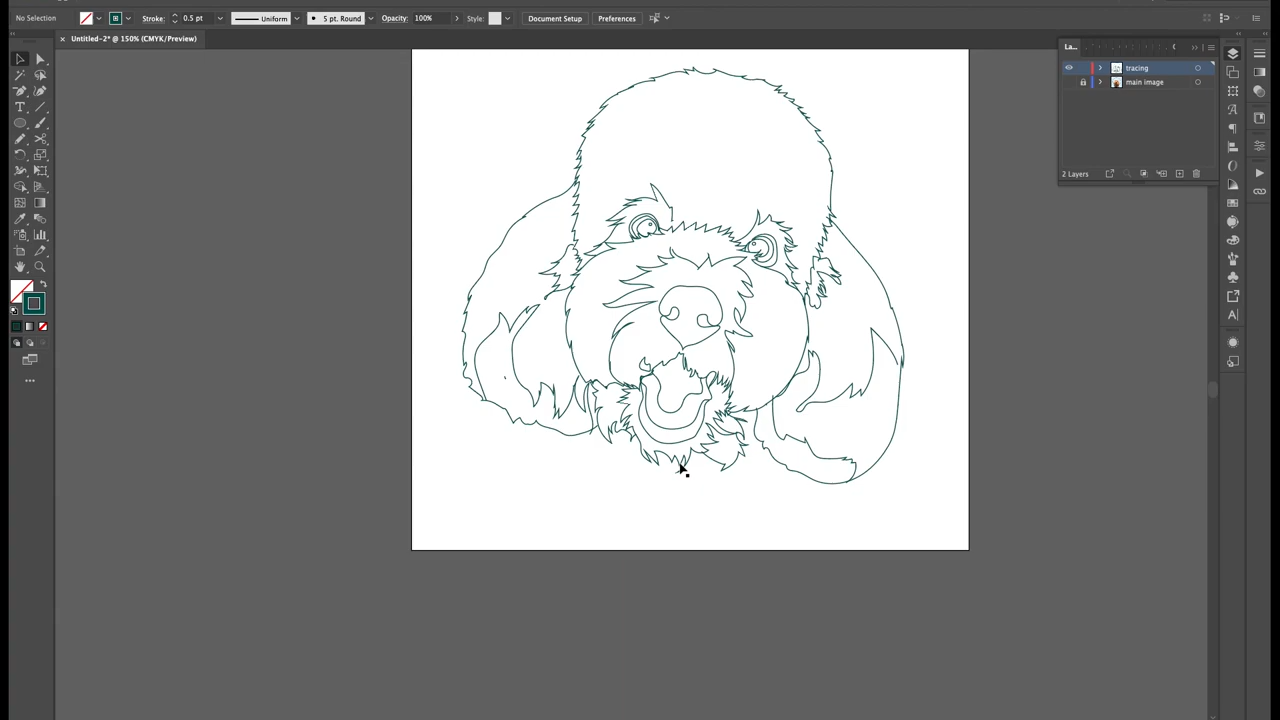 No Selection Stroke: 0.5 pt Uniform 5 pt. Round Opacity: 100% Style: Document Setup Preferences
× Untitled-2* @ 150% (CMYK/Preview)
La...
tracing
main image
2 Layers